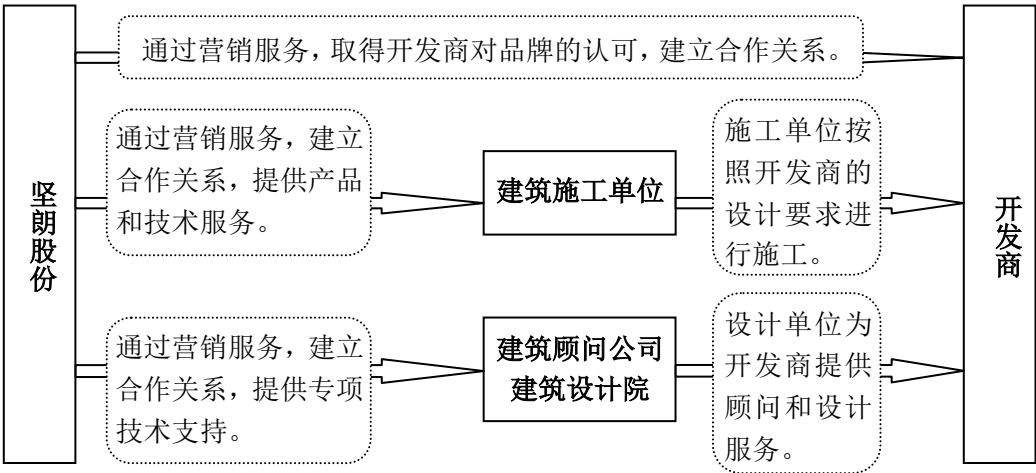 通过营销服务，取得开发商对品牌的认可，建立合作关系。
坚朗股份
通过营销服务，建立
合作关系，提供产品
和技术服务。
建筑施工单位
施工单位按
照开发商的
设计要求进
行施工。
开发商
通过营销服务，建立
合作关系，提供专项
技术支持。
建筑顾问公司
建筑设计院
设计单位为
开发商提供
顾问和设计
服务。